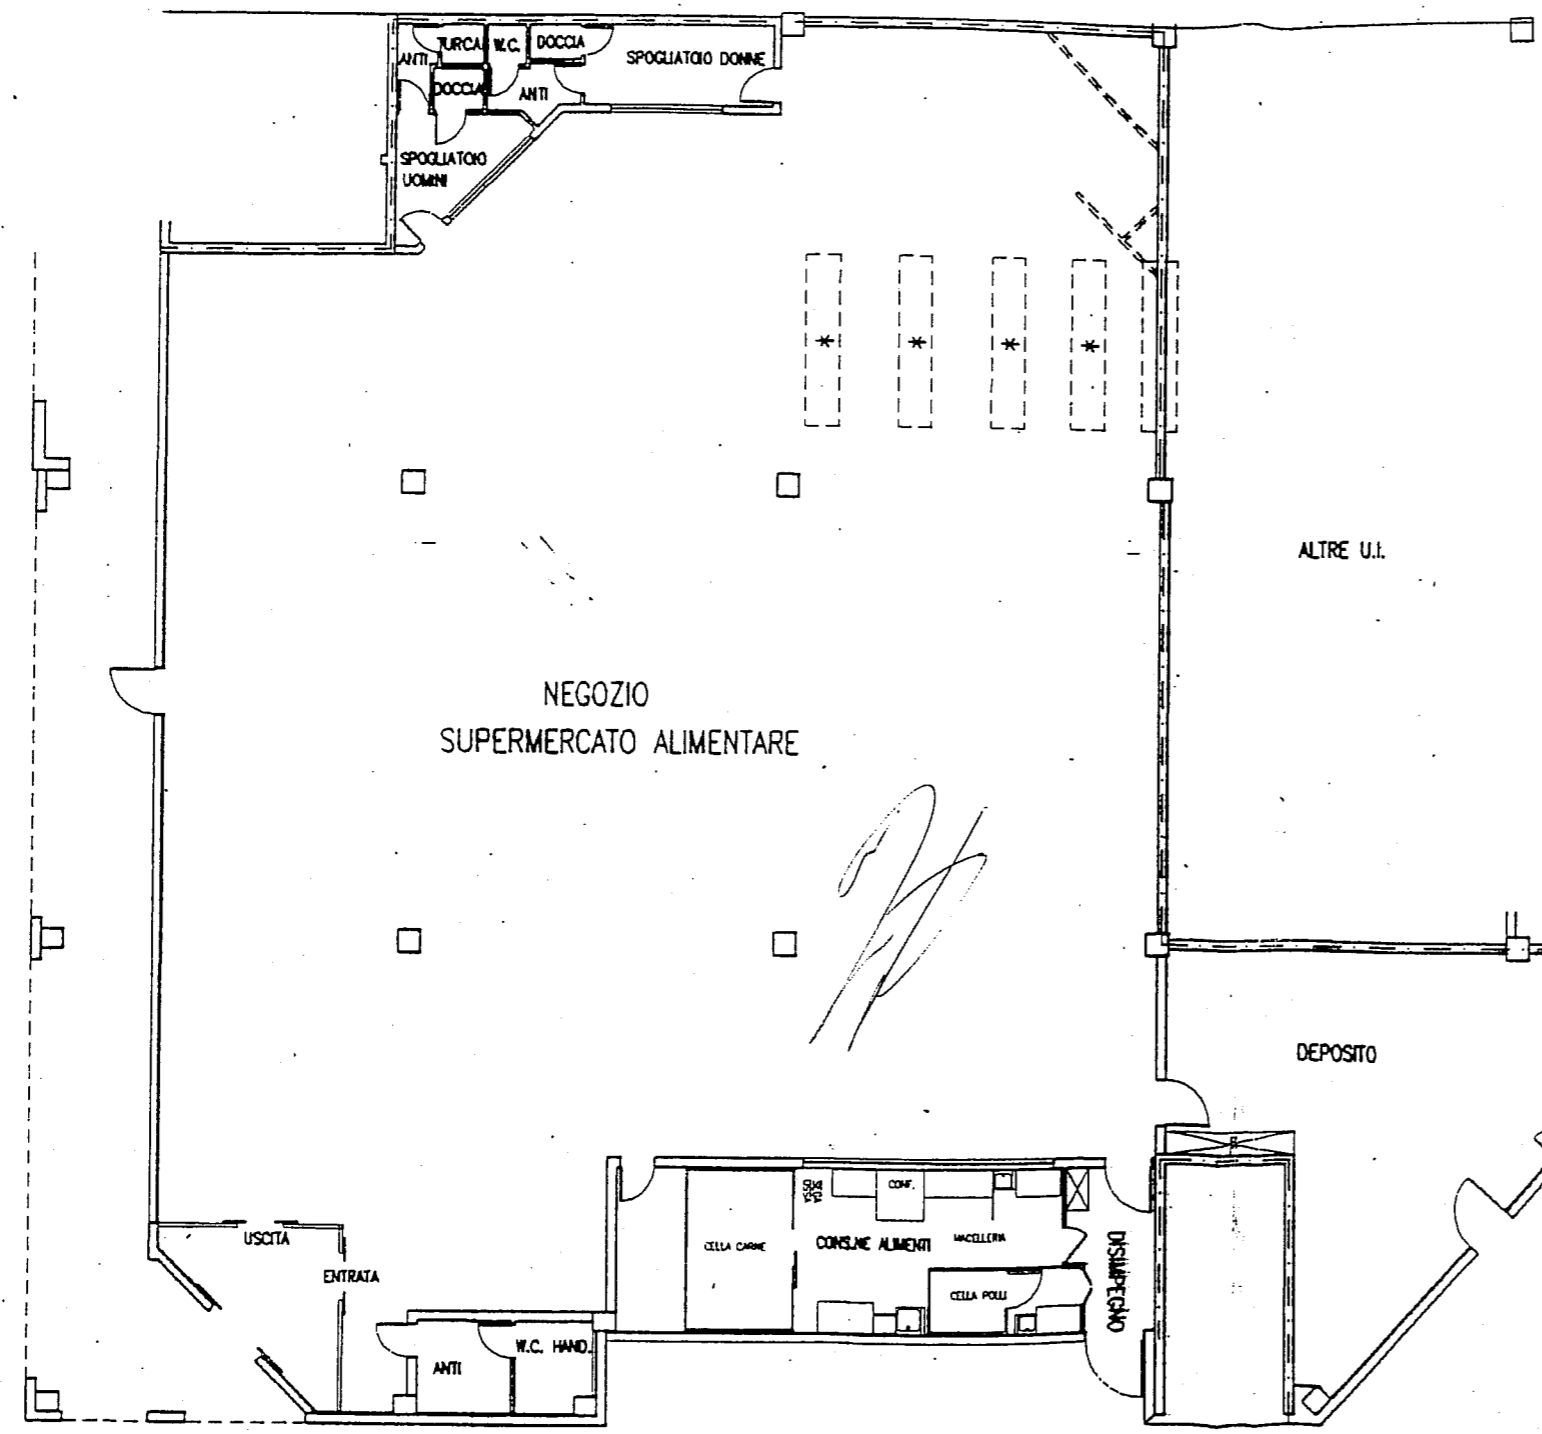 TURCA
W.C.
DOCCIA
SPOGLIATOIO DONNE
ANTI
DOCCIA
ANTI
SPOGLIATOIO
UOMINI
ALTRE U.I.
NEGOZIO
SUPERMERCATO ALIMENTARE
DEPOSITO
USCITA
ENTRATA
CELLA CARNE
CONF.
CONS.NE ALIMENTI
MACELLERIA
CELLA POLLI
DISIMPEGNO
ANTI
W.C. HAND.